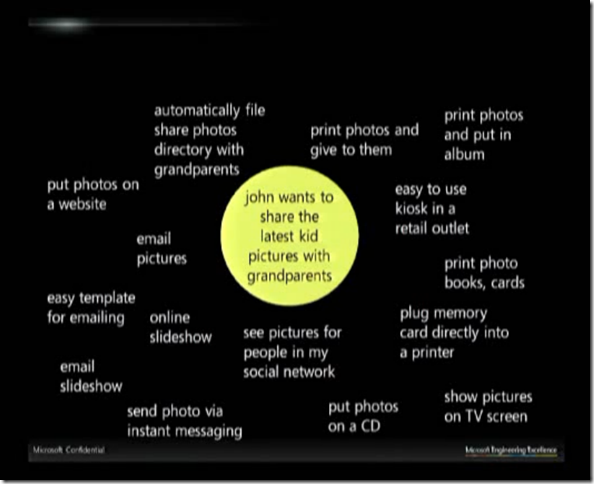 automatically file
share photos
directory with
grandparents
print photos and
give to them
print photos
and put in
album
put photos on
a website
john wants to
share the
latest kid
pictures with
grandparents
easy to use
kiosk in a
retail outlet
email
pictures
print photo
books, cards
easy template
for emailing
online
slideshow
see pictures for
people in my
social network
plug memory
card directly into
a printer
email
slideshow
send photo via
instant messaging
put photos
on a CD
show pictures
on TV screen
Microsoft Confidential
Microsoft Engineering Excellence